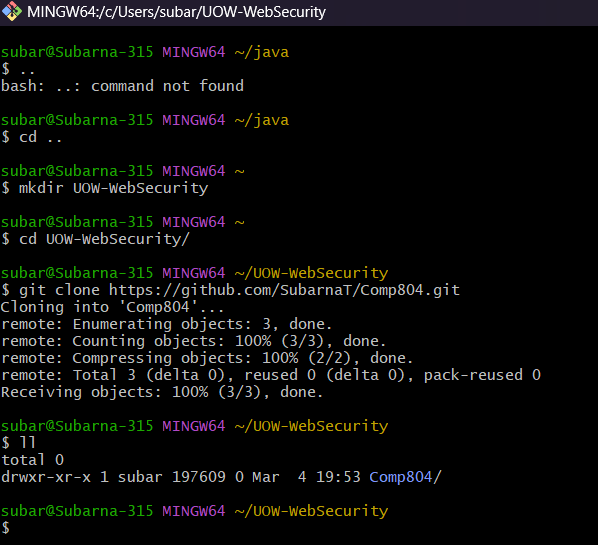 MINGW64:/c/Users/subar/UOW-WebSecurity
subar@Subarna-315 MINGW64 ~/java
$ ..
bash: ..: command not found
subar@Subarna-315 MINGW64 ~/java
$ cd ..
subar@Subarna-315 MINGW64 ~
$ mkdir UOW-WebSecurity
subar@Subarna-315 MINGW64 ~
$ cd UOW-WebSecurity/
subar@Subarna-315 MINGW64 ~/UOW-WebSecurity
$ git clone https://github.com/SubarnaT/Comp804.git
Cloning into 'Comp804'...
remote: Enumerating objects: 3, done.
remote: Counting objects: 100% (3/3), done.
remote: Compressing objects: 100% (2/2), done.
remote: Total 3 (delta 0), reused 0 (delta 0), pack-reused 0
Receiving objects: 100% (3/3), done.
subar@Subarna-315 MINGW64 ~/UOW-WebSecurity
$ ll
total 0
drwxr-xr-x 1 subar 197609 0 Mar  4 19:53 Comp804/
subar@Subarna-315 MINGW64 ~/UOW-WebSecurity
$